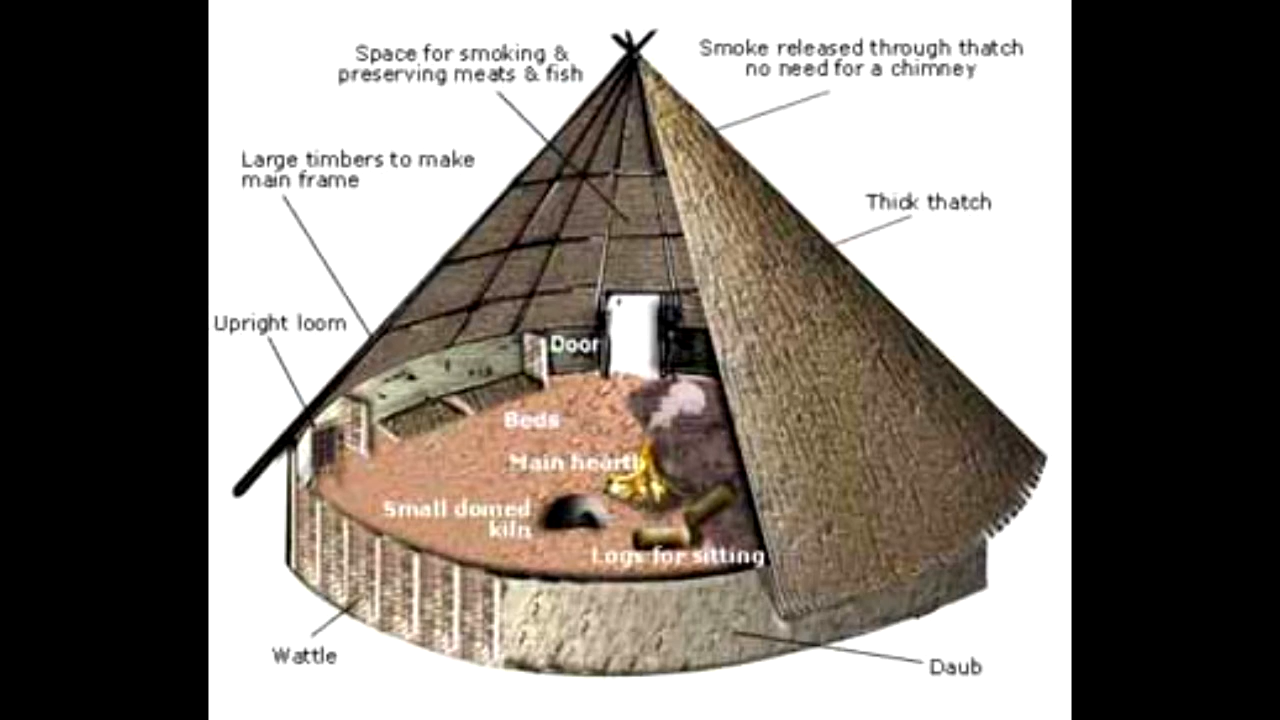 Space for smoking &
preserving meats & fish
Smoke released through thatch
no need for a chimney
Large timbers to make
main frame
Thick thatch
Upright loom
Door
Beds
Main hearth
Small domed
kiln
Logs for sitting
Wattle
Daub